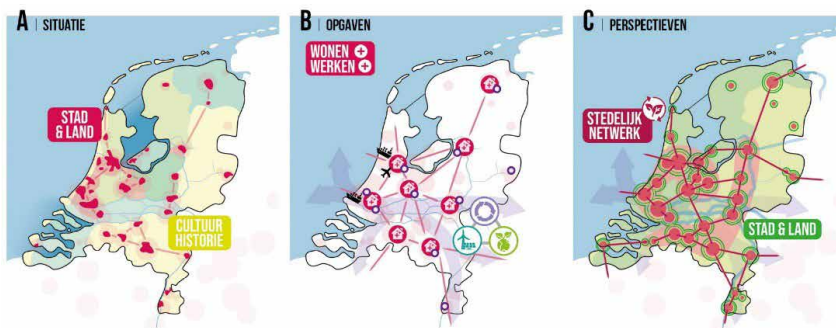 A | SITUATIE
STAD
& LAND
CULTUUR
HISTORIE
B | OPGAVEN
WONEN +
WERKEN +
C | PERSPECTIEVEN
STEDELIJK
NETWERK
STAD & LAND